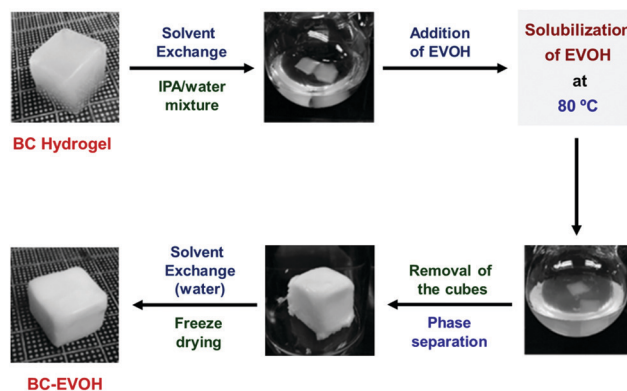 Solvent
Exchange
IPA/water
mixture
BC Hydrogel
Addition
of EVOH
Solubilization
of EVOH
at
80 ºC
Removal of
the cubes
Phase
separation
Solvent
Exchange
(water)
Freeze
drying
BC-EVOH